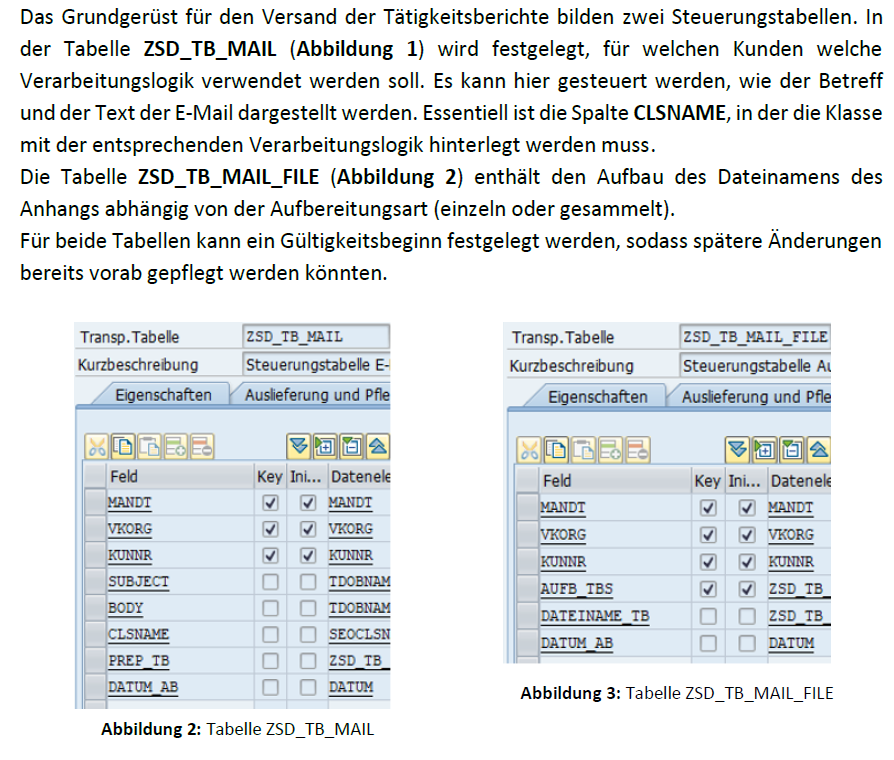 Das Grundgerüst für den Versand der Tätigkeitsberichte bilden zwei Steuerungstabellen. In
der Tabelle ZSD_TB_MAIL (Abbildung 1) wird festgelegt, für welchen Kunden welche
Verarbeitungslogik verwendet werden soll. Es kann hier gesteuert werden, wie der Betreff
und der Text der E-Mail dargestellt werden. Essentiell ist die Spalte CLSNAME, in der die Klasse
mit der entsprechenden Verarbeitungslogik hinterlegt werden muss.
Die Tabelle ZSD_TB_MAIL_FILE (Abbildung 2) enthält den Aufbau des Dateinamens des
Anhangs abhängig von der Aufbereitungsart (einzeln oder gesammelt).
Für beide Tabellen kann ein Gültigkeitsbeginn festgelegt werden, sodass spätere Änderungen
bereits vorab gepflegt werden könnten.
Transp.Tabelle ZSD_TB_MAIL
Kurzbeschreibung Steuerungstabelle E-
Eigenschaften Auslieferung und Pfle
Feld Key Ini... Datenele
MANDT MANDT
VKORG VKORG
KUNNR KUNNR
SUBJECT TDOBNAM
BODY TDOBNAM
CLSNAME SEOCLSN
PREP_TB ZSD_TB_
DATUM_AB DATUM
Abbildung 2: Tabelle ZSD_TB_MAIL
Transp.Tabelle ZSD_TB_MAIL_FILE
Kurzbeschreibung Steuerungstabelle Au
Eigenschaften Auslieferung und Pfle
Feld Key Ini... Datenele
MANDT MANDT
VKORG VKORG
KUNNR KUNNR
AUFB_TBS ZSD_TB_
DATEINAME_TB ZSD_TB_
DATUM_AB DATUM
Abbildung 3: Tabelle ZSD_TB_MAIL_FILE